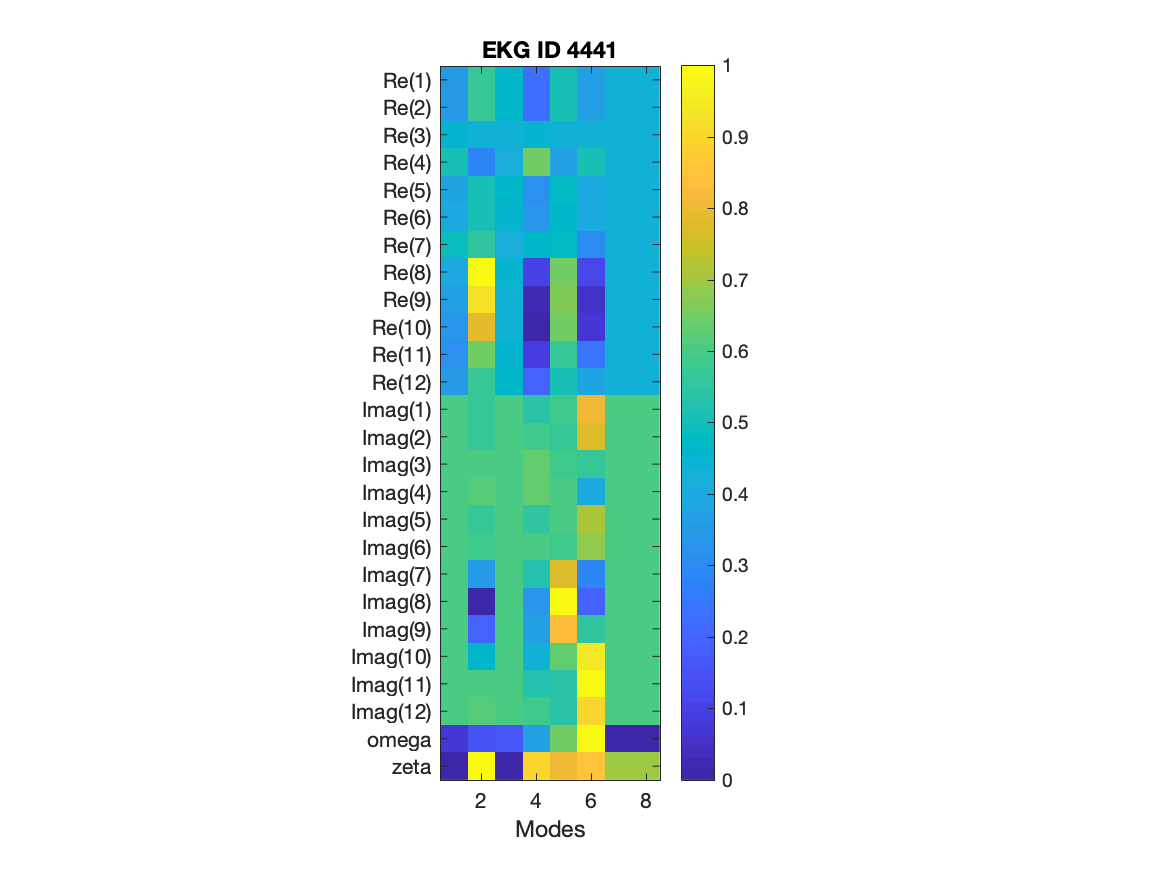 EKG ID 4441
Re(1)
Re(2)
Re(3)
Re(4)
Re(5)
Re(6)
Re(7)
Re(8)
Re(9)
Re(10)
Re(11)
Re(12)
Imag(1)
Imag(2)
Imag(3)
Imag(4)
Imag(5)
Imag(6)
Imag(7)
Imag(8)
Imag(9)
Imag(10)
Imag(11)
Imag(12)
omega
zeta
2 4 6 8
Modes
1
0.9
0.8
0.7
0.6
0.5
0.4
0.3
0.2
0.1
0